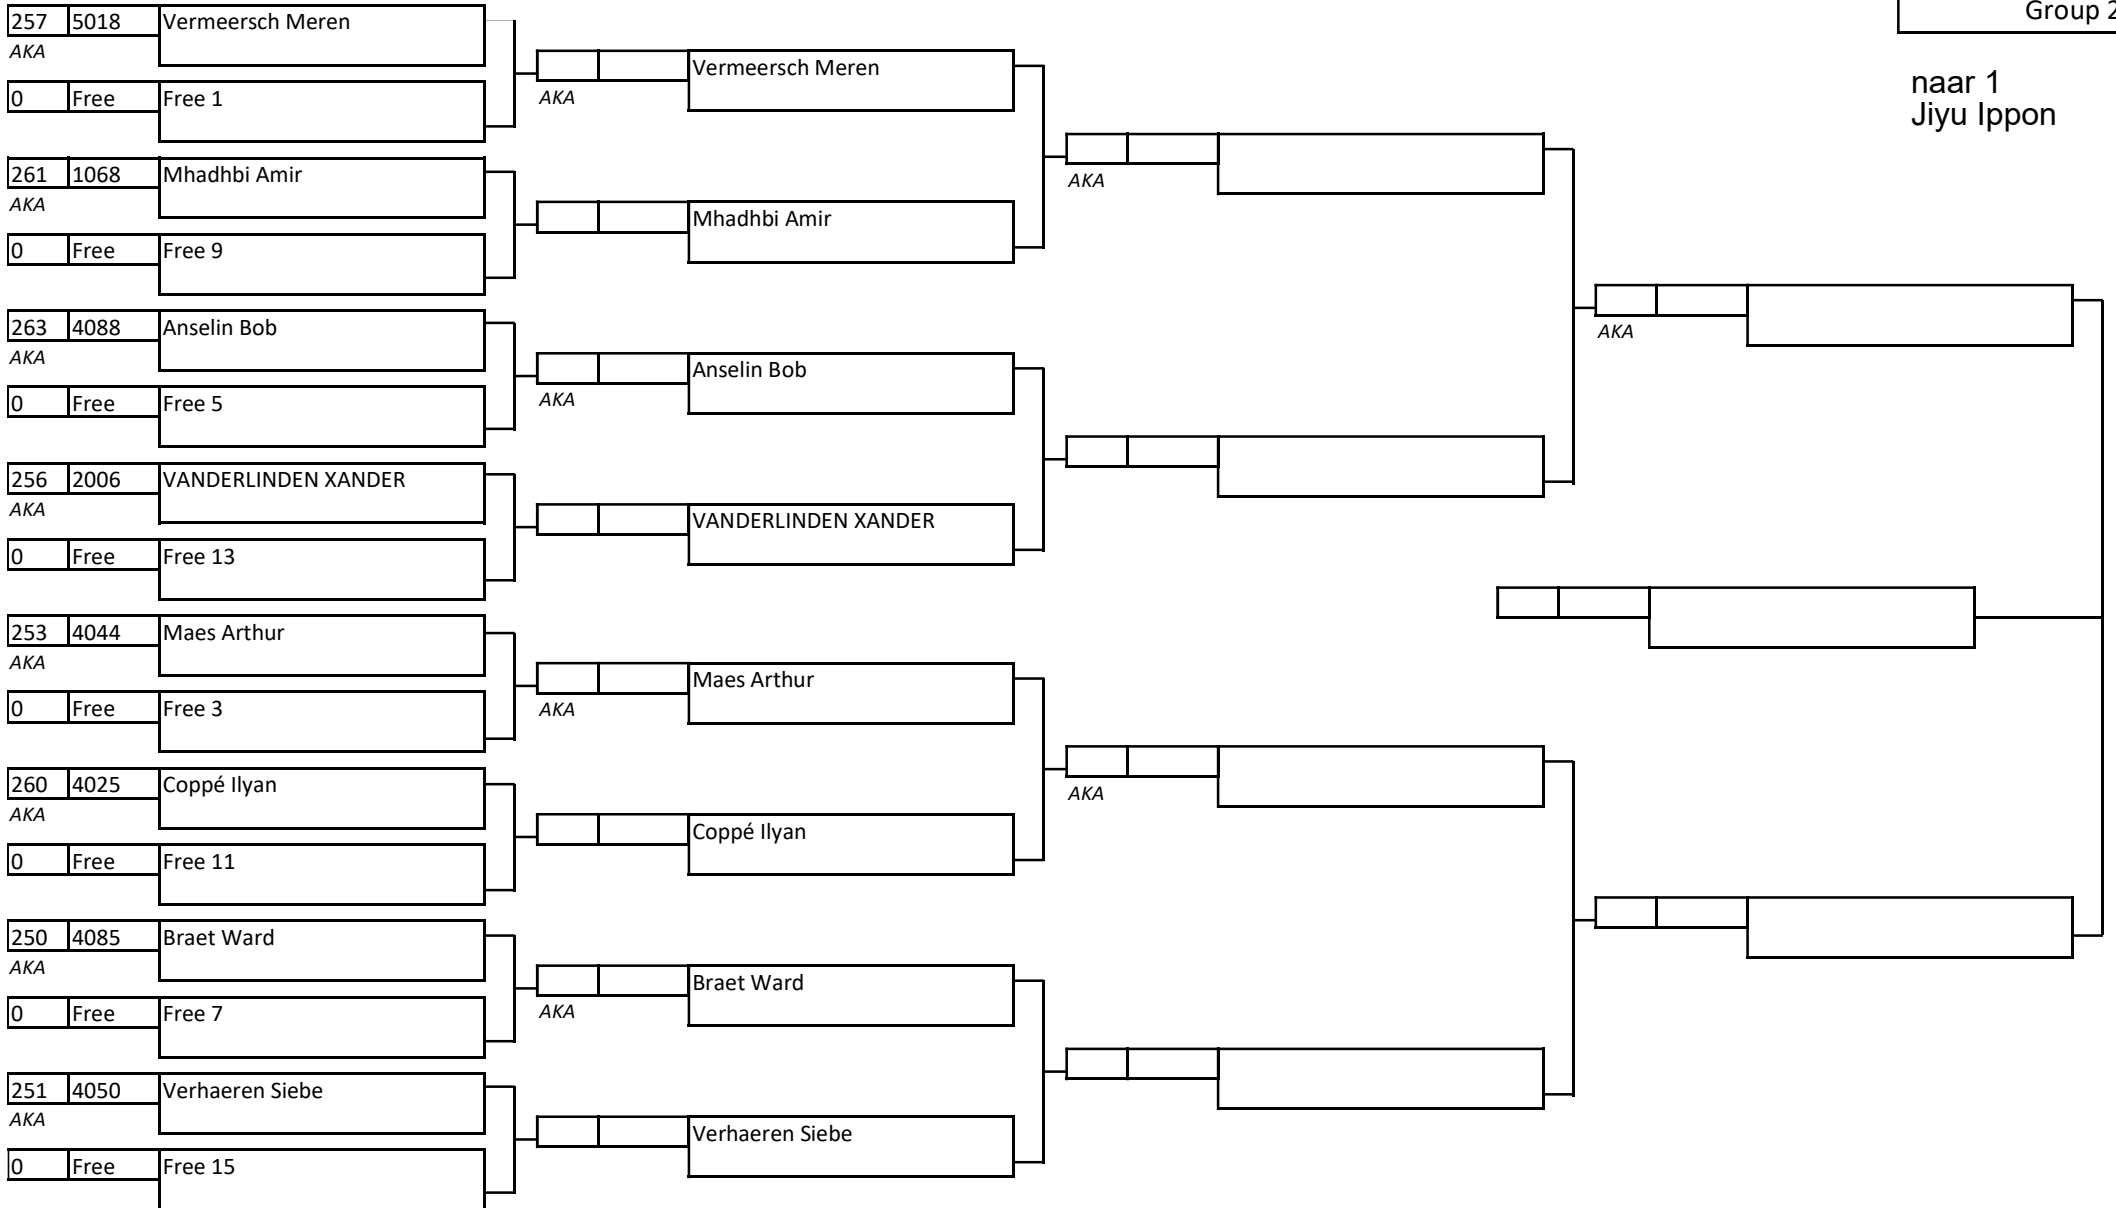 Group 2
naar 1
Jiyu Ippon
257 5018 Vermeersch Meren
AKA
0 Free Free 1
261 1068 Mhadhbi Amir
AKA
0 Free Free 9
263 4088 Anselin Bob
AKA
0 Free Free 5
256 2006 VANDERLINDEN XANDER
AKA
0 Free Free 13
253 4044 Maes Arthur
AKA
0 Free Free 3
260 4025 Coppé Ilyan
AKA
0 Free Free 11
250 4085 Braet Ward
AKA
0 Free Free 7
251 4050 Verhaeren Siebe
AKA
0 Free Free 15
Vermeersch Meren
AKA
Mhadhbi Amir
Anselin Bob
AKA
VANDERLINDEN XANDER
Maes Arthur
AKA
Coppé Ilyan
Braet Ward
AKA
Verhaeren Siebe
AKA
AKA
AKA